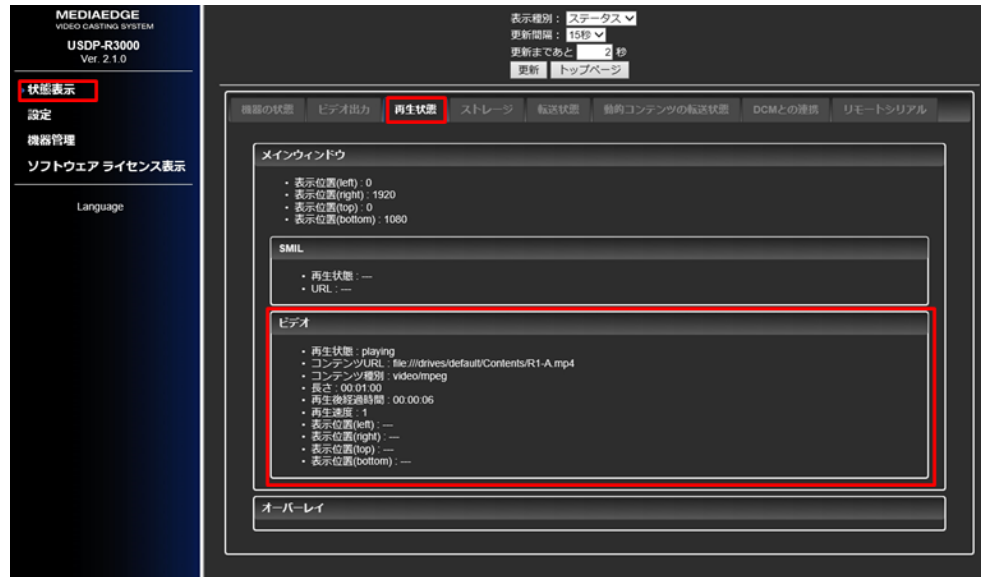 MEDIAEDGE
VIDEO CASTING SYSTEM
USDP-R3000
Ver. 2.1.0
状態表示
設定
機器管理
ソフトウェア ライセンス表示
Language
表示種別： ステータス
更新間隔： 15秒
更新まであと 2 秒
更新 トップページ
機器の状態 ビデオ出力 再生状態 ストレージ 転送状態 動的コンテンツの転送状態 DCMとの連携 リモートシリアル
メインウィンドウ
・ 表示位置(left) : 0
・ 表示位置(right) : 1920
・ 表示位置(top) : 0
・ 表示位置(bottom) : 1080
SMIL
・ 再生状態 : ---
・ URL : ---
ビデオ
・ 再生状態 : playing
・ コンテンツURL : file:///drives/default/Contents/R1-A.mp4
・ コンテンツ種別 : video/mpeg
・ 長さ : 00:01:00
・ 再生後経過時間 : 00:00:06
・ 再生速度 : 1
・ 表示位置(left) : ---
・ 表示位置(right) : ---
・ 表示位置(top) : ---
・ 表示位置(bottom) : ---
オーバーレイ